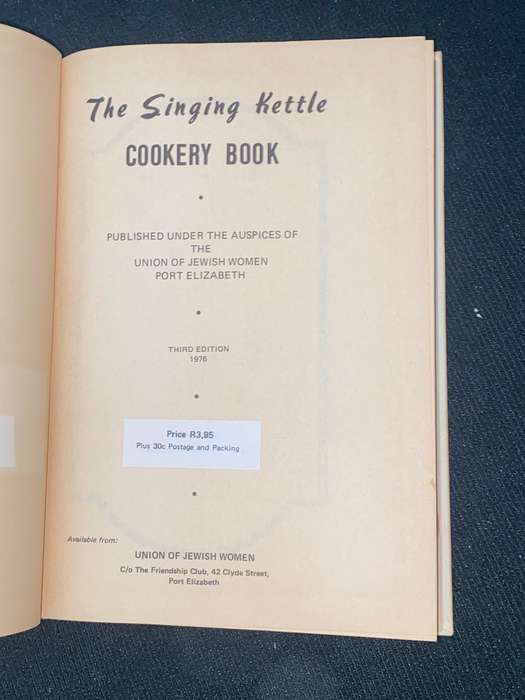 The Singing Kettle
COOKERY BOOK
PUBLISHED UNDER THE AUSPICES OF
THE
UNION OF JEWISH WOMEN
PORT ELIZABETH
THIRD EDITION
1976
Price R3,95
Plus 30c Postage and Packing
Available from:
UNION OF JEWISH WOMEN
C/o The Friendship Club, 42 Clyde Street,
Port Elizabeth